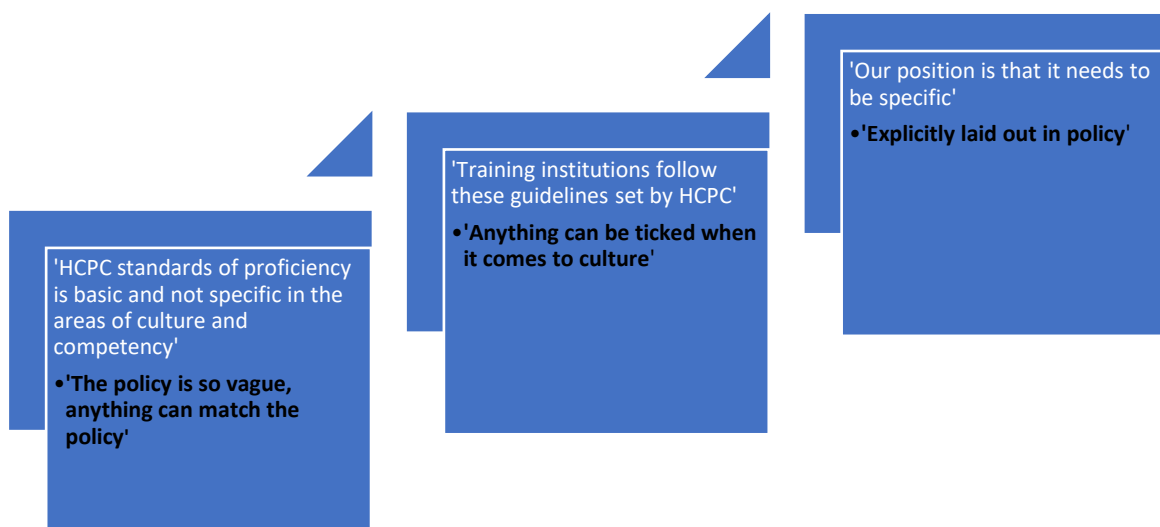 'HCPC standards of proficiency
is basic and not specific in the
areas of culture and
competency'
•'The policy is so vague,
anything can match the
policy'
'Training institutions follow
these guidelines set by HCPC'
•'Anything can be ticked when
it comes to culture'
'Our position is that it needs to
be specific'
•'Explicitly laid out in policy'